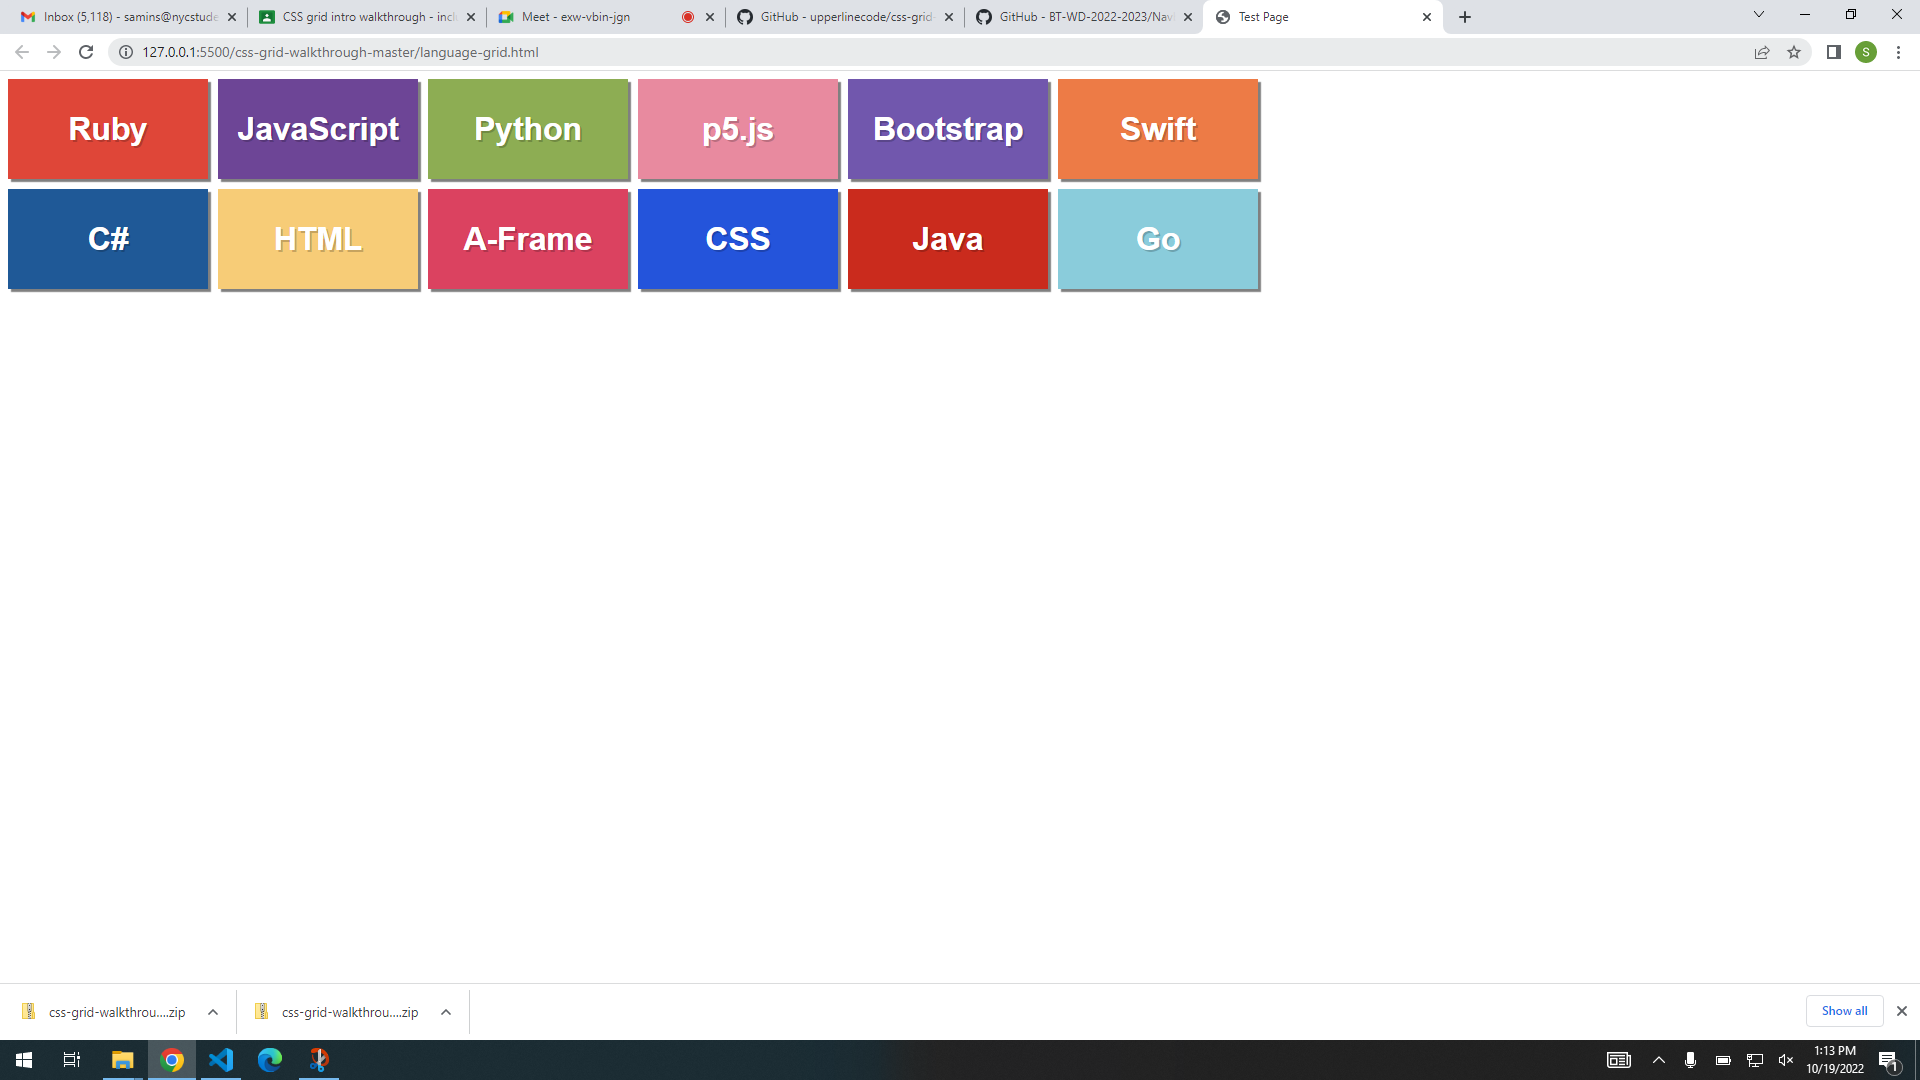 Inbox (5,118) - samins@nycstude
CSS grid intro walkthrough - incl
Meet - exw-vbin-jgn
GitHub - upperlinecode/css-grid-
GitHub - BT-WD-2022-2023/Navi
Test Page
127.0.0.1:5500/css-grid-walkthrough-master/language-grid.html
S
Ruby
JavaScript
Python
p5.js
Bootstrap
Swift
C#
HTML
A-Frame
CSS
Java
Go
css-grid-walkthrou....zip
css-grid-walkthrou....zip
Show all
1:13 PM
10/19/2022
1